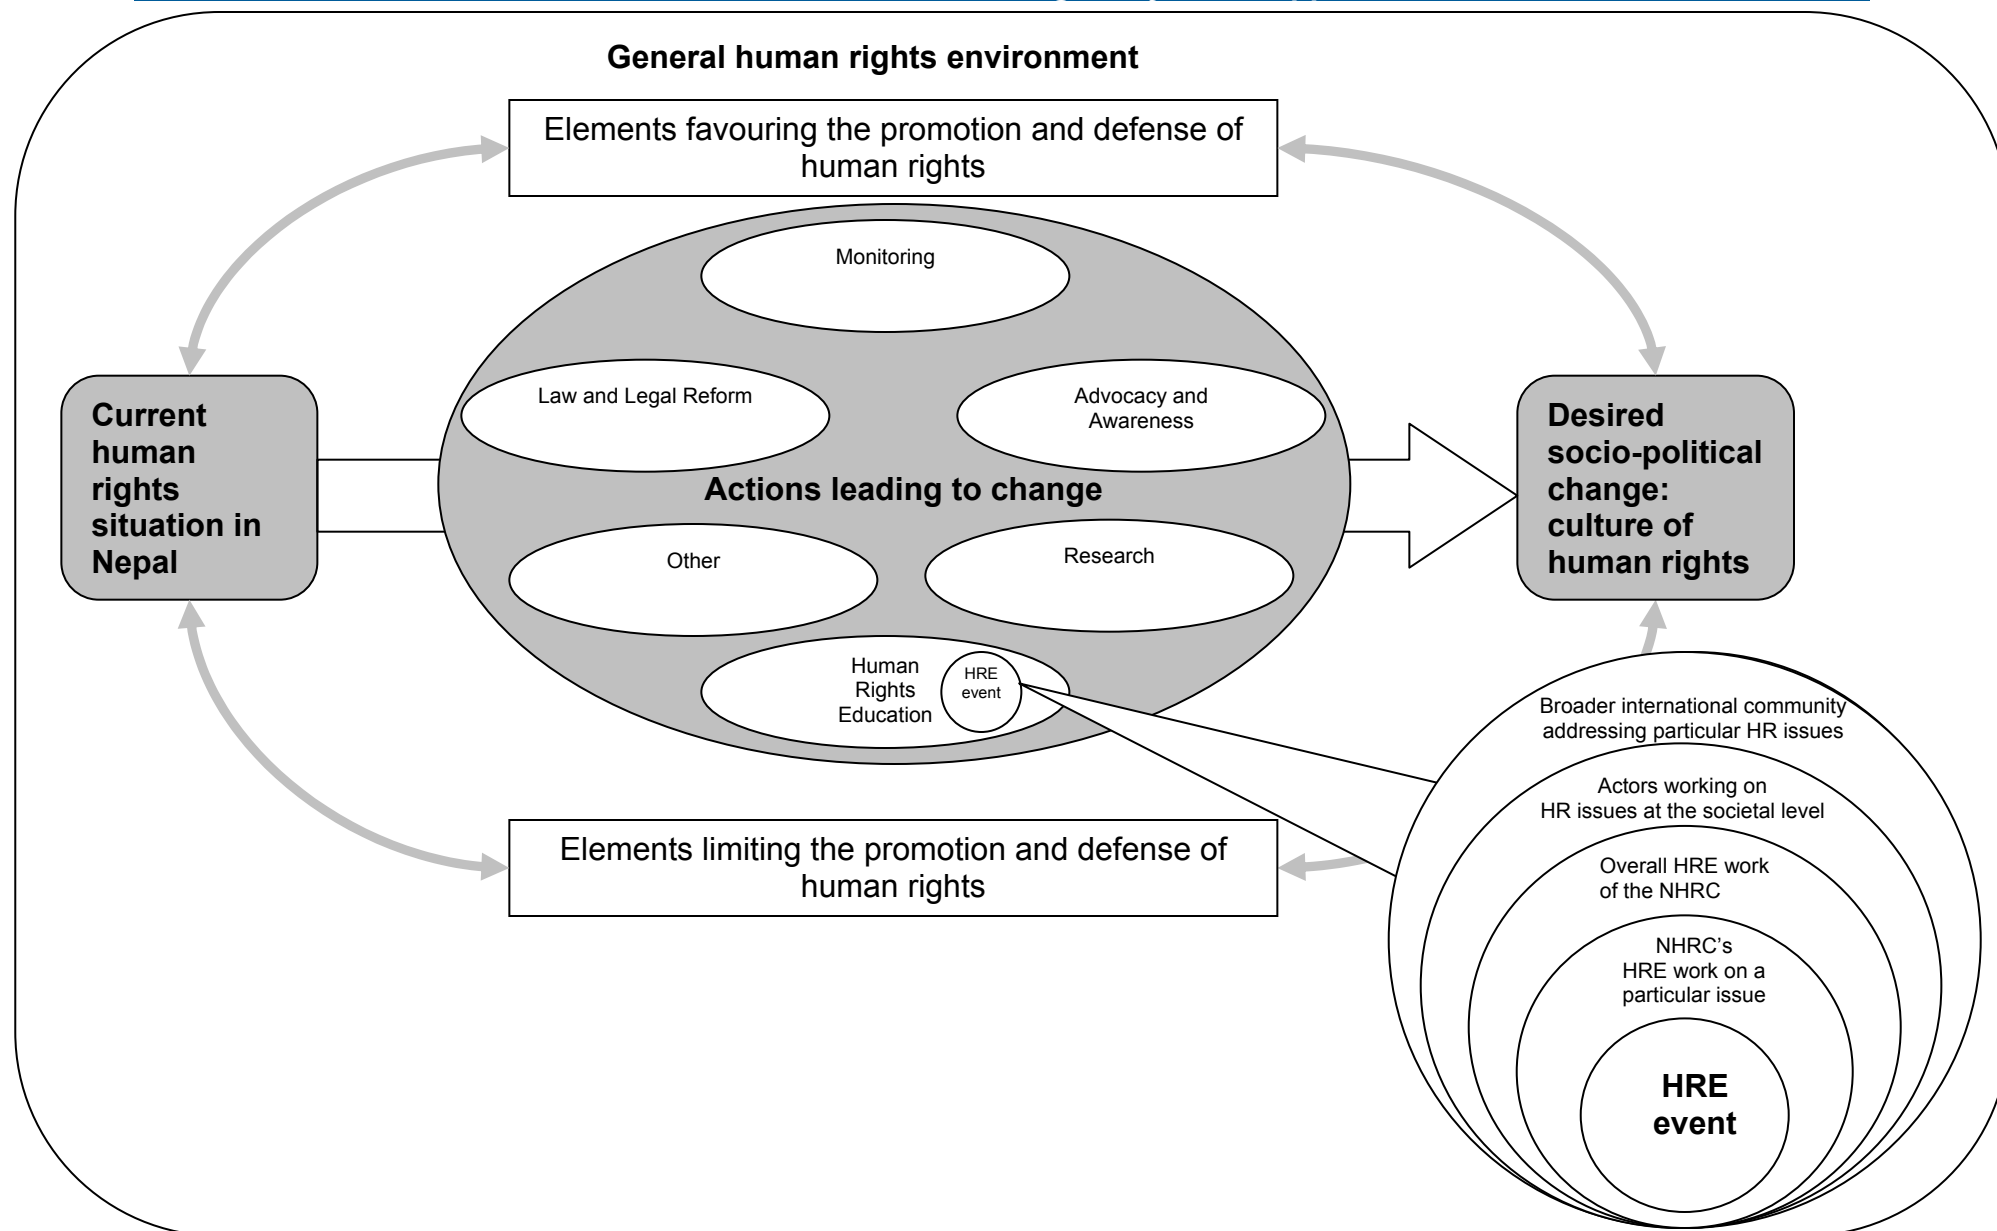 General human rights environment
Elements favouring the promotion and defense of
human rights
Monitoring
Law and Legal Reform
Advocacy and
Awareness
Current
human
rights
situation in
Nepal
Actions leading to change
Desired
socio-political
change:
culture of
human rights
Other
Research
Human
Rights
Education
HRE
event
Elements limiting the promotion and defense of
human rights
Broader international community
addressing particular HR issues
Actors working on
HR issues at the societal level
Overall HRE work
of the NHRC
NHRC’s
HRE work on a
particular issue
HRE
event